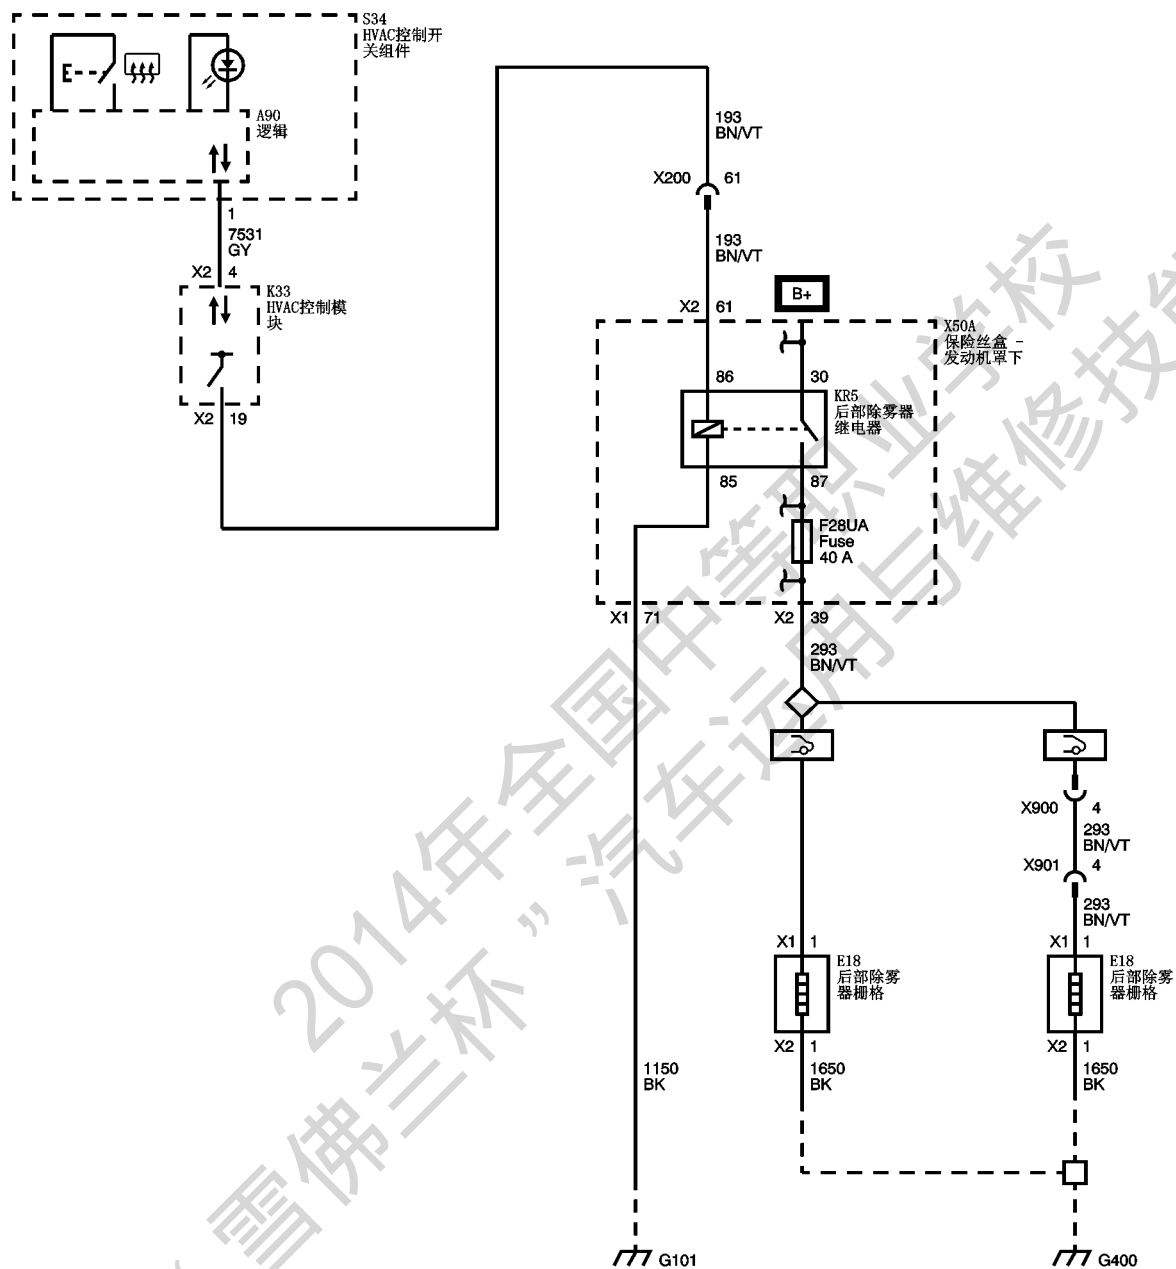 S34
HVAC控制开
关组件
A90
逻辑
1
7531
GY
X2 4
K33
HVAC控制模
块
X2 19
193
BN/VT
X200 61
193
BN/VT
X2 61
B+
X50A
保险丝盒 -
发动机罩下
86 30
KR5
后部除雾器
继电器
85 87
F28UA
Fuse
40 A
X1 71
X2 39
293
BN/VT
X900 4
293
BN/VT
X901 4
293
BN/VT
X1 1
E18
后部除雾
器栅格
X2 1
1650
BK
X1 1
E18
后部除雾
器栅格
X2 1
1650
BK
1150
BK
G101
G400
2014年全国中等职业学校
“雪佛兰杯”汽车运用与维修技能